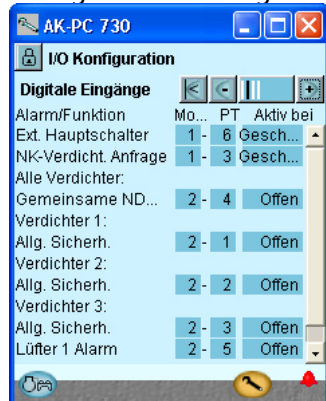 AK-PC 730
I/O Konfiguration
Digitale Eingänge
Alarm/Funktion Mo... PT Aktiv bei
Ext. Hauptschalter 1 - 6 Gesch...
NK-Verdicht. Anfrage 1 - 3 Gesch...
Alle Verdichter:
Gemeinsame ND... 2 - 4 Offen
Verdichter 1:
Allg. Sicherh. 2 - 1 Offen
Verdichter 2:
Allg. Sicherh. 2 - 2 Offen
Verdichter 3:
Allg. Sicherh. 2 - 3 Offen
Lüfter 1 Alarm 2 - 5 Offen